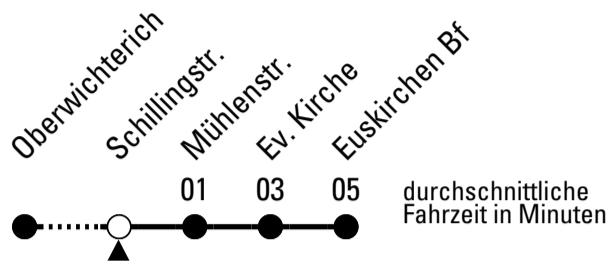 Oberwichterich
Schillingstr.
Mühlenstr.
Ev. Kirche
Euskirchen Bf
01 03 05
durchschnittliche
Fahrzeit in Minuten